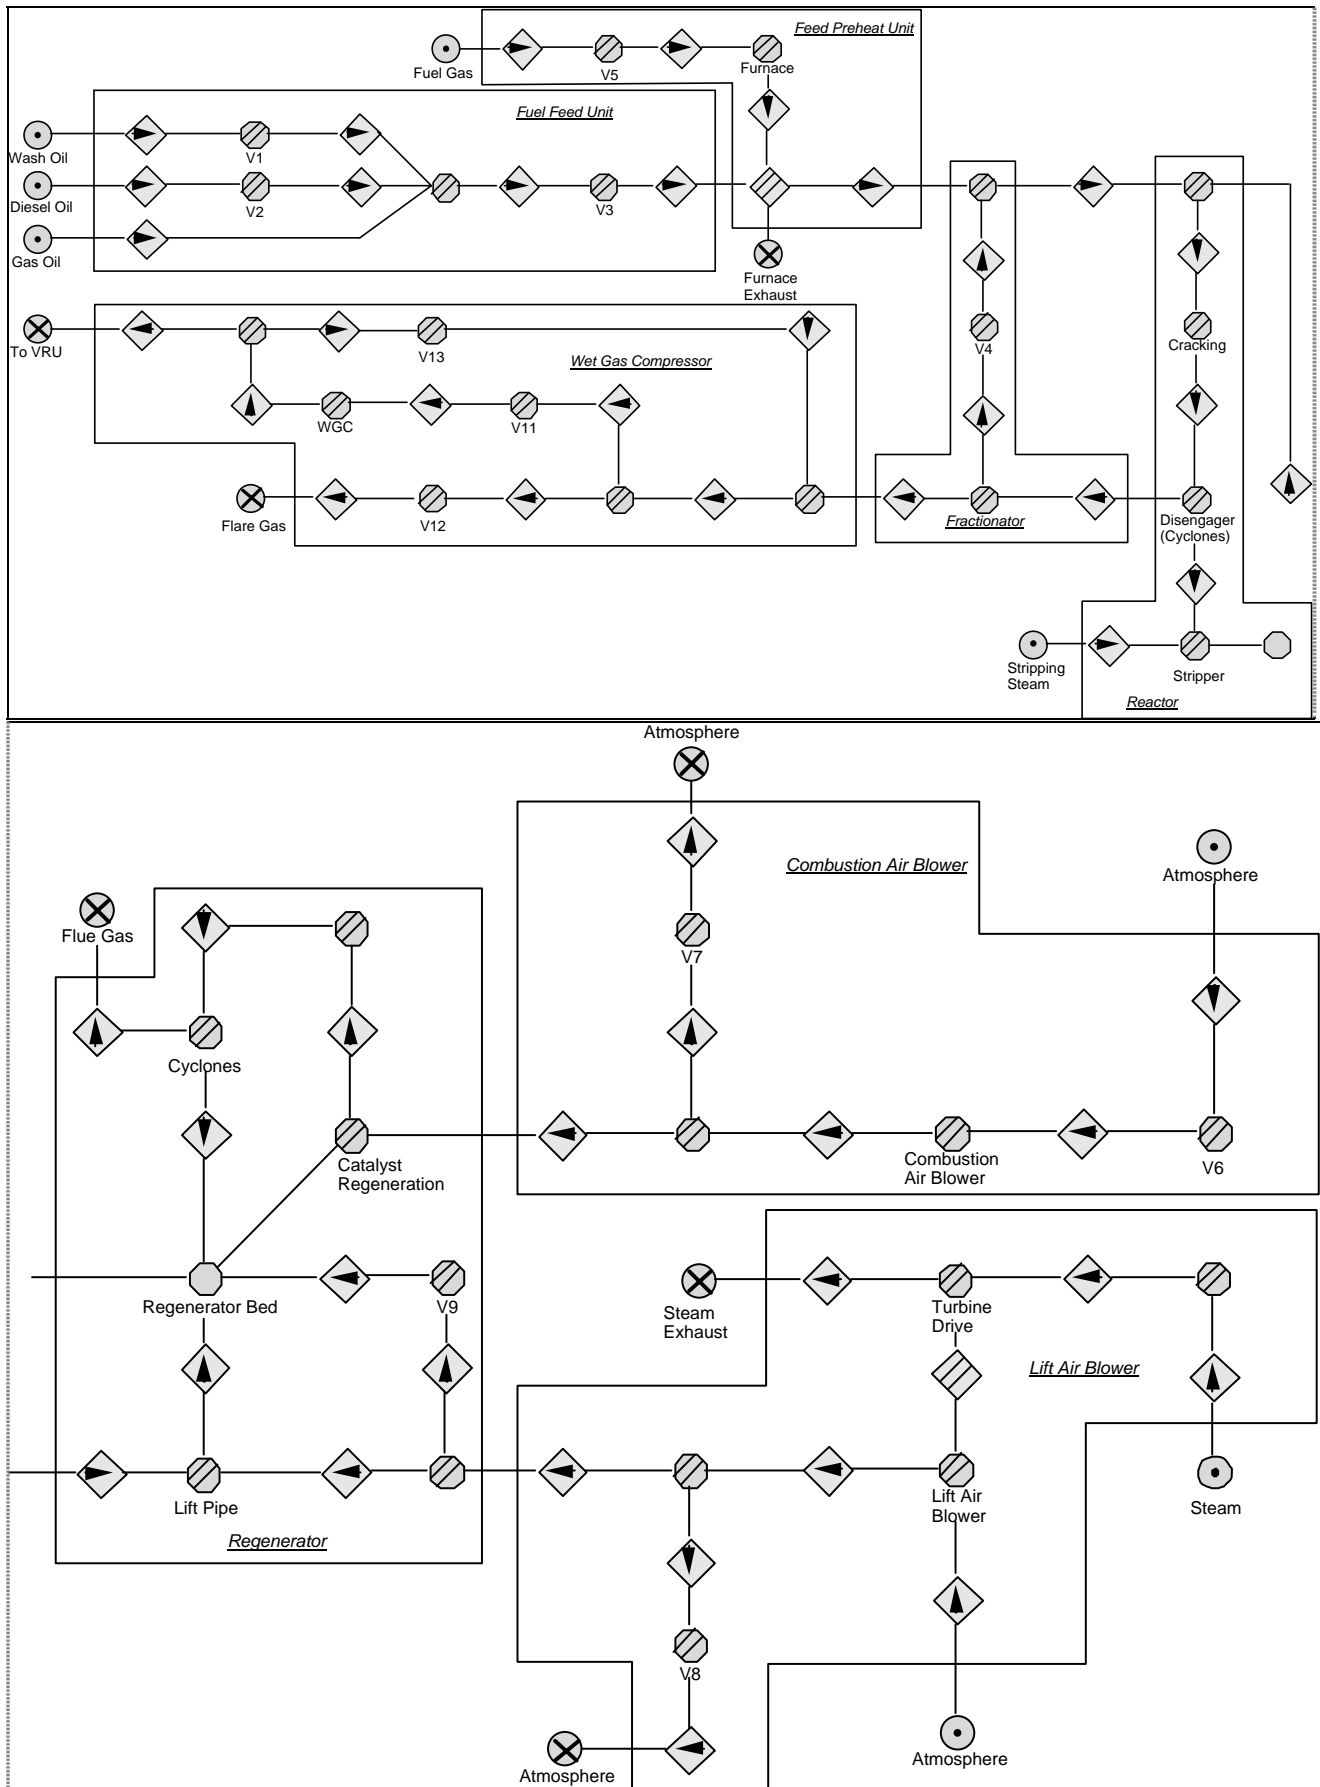 Feed Preheat Unit
Fuel Gas
V5
Furnace
Fuel Feed Unit
Wash Oil
V1
Diesel Oil
V2
V3
Gas Oil
Furnace
Exhaust
To VRU
V13
Wet Gas Compressor
V4
Cracking
WGC
V11
Flare Gas
V12
Fractionator
Disengager
(Cyclones)
Stripping
Steam
Stripper
Reactor
Atmosphere
Combustion Air Blower
Atmosphere
Flue Gas
V7
Cyclones
Catalyst
Regeneration
Combustion
Air Blower
V6
Regenerator Bed
V9
Steam
Exhaust
Turbine
Drive
Lift Air Blower
Lift Pipe
Lift Air
Blower
Steam
Regenerator
V8
Atmosphere
Atmosphere